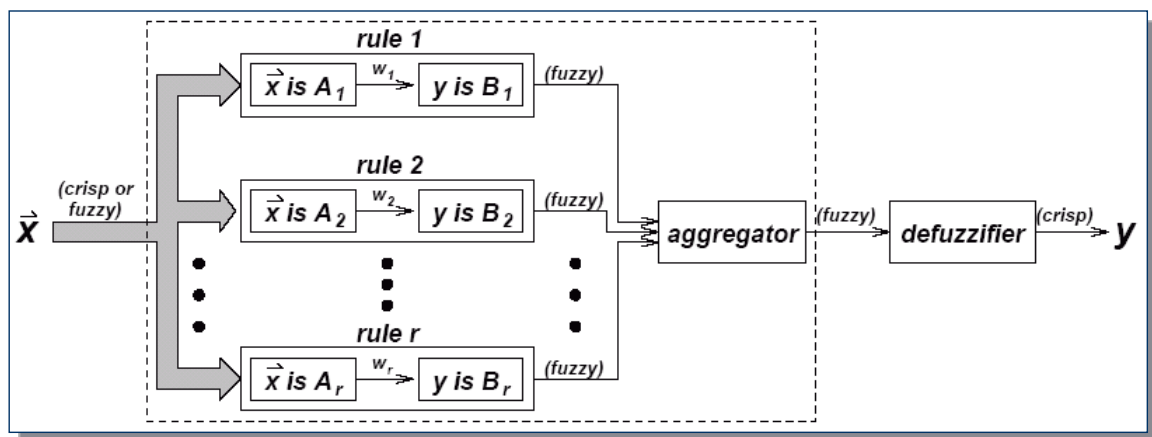 rule 1
x⃗ is A₁
w₁
y is B₁
(fuzzy)
rule 2
x⃗ is A₂
w₂
y is B₂
(fuzzy)
(crisp or
fuzzy)
x⃗
aggregator
(fuzzy)
defuzzifier
(crisp)
y
rule r
x⃗ is Aᵣ
wᵣ
y is Bᵣ
(fuzzy)